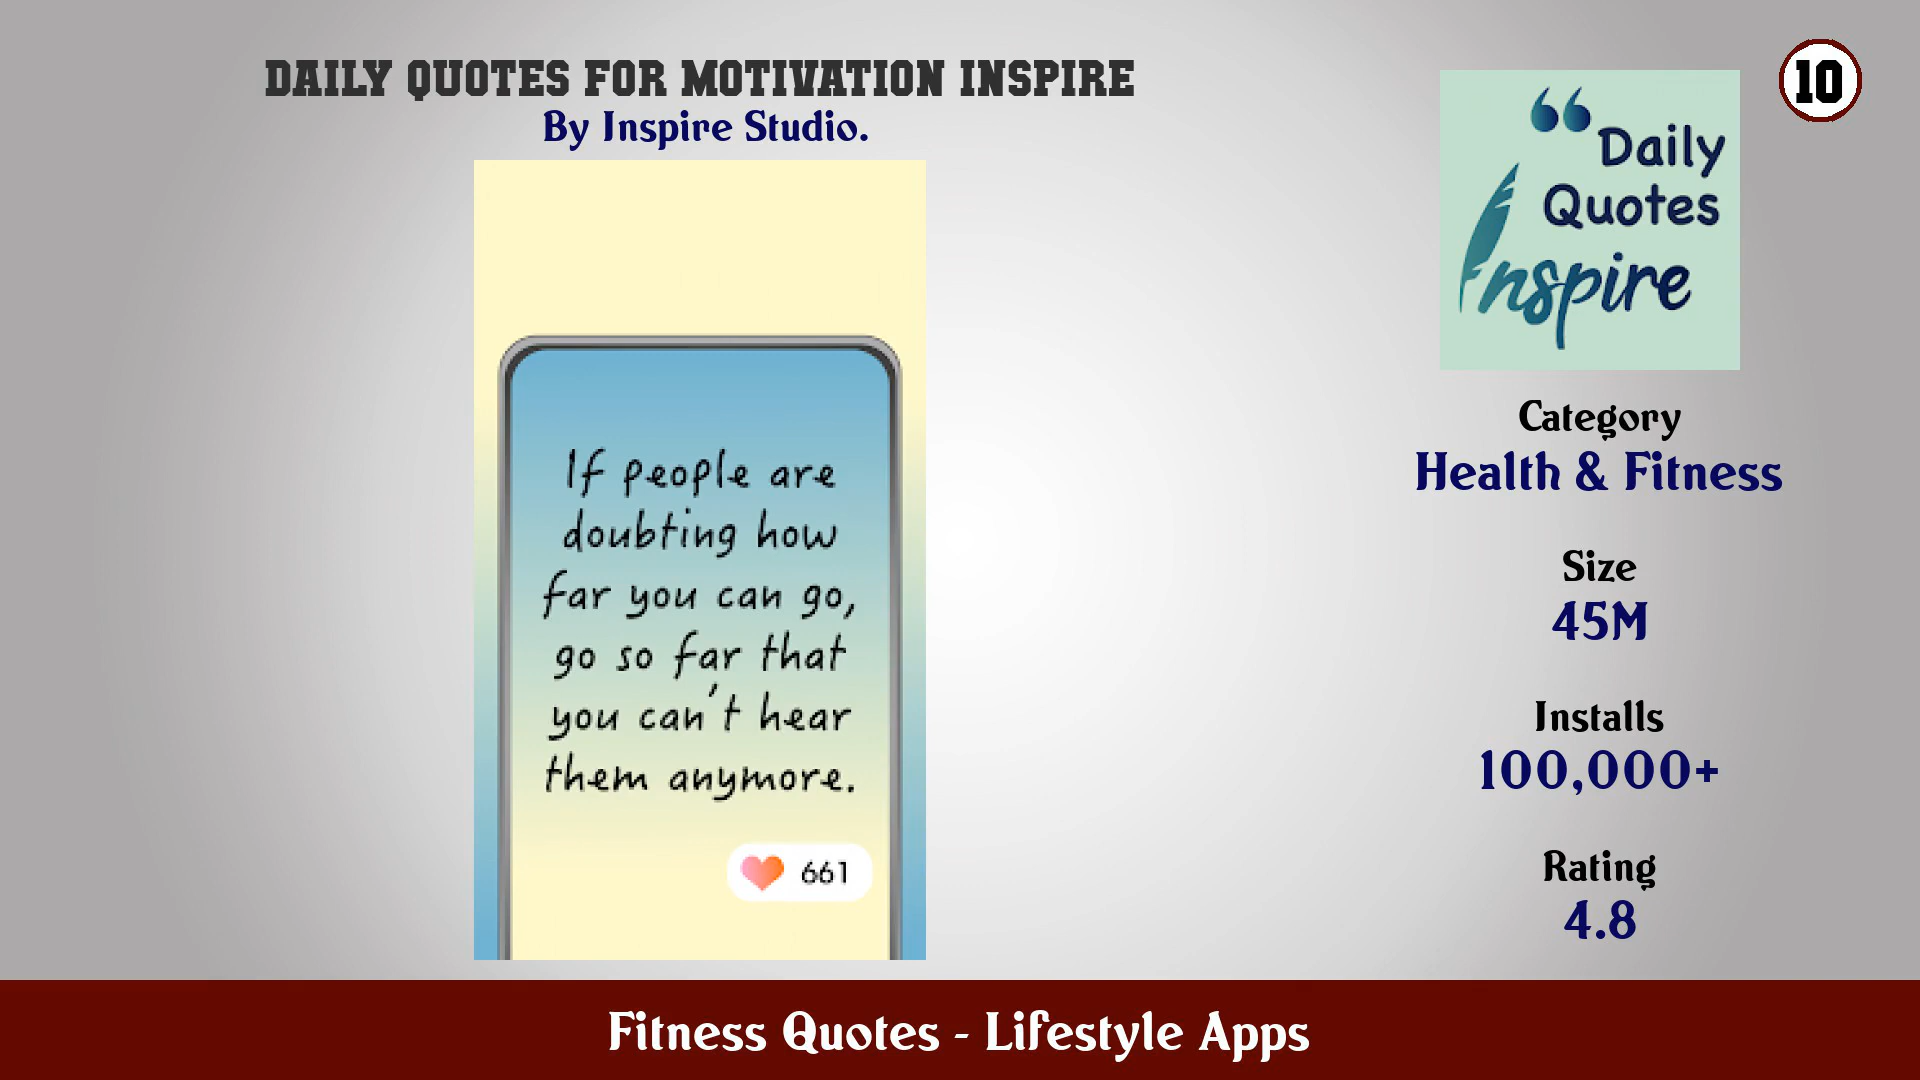 DAILY QUOTES FOR MOTIVATION INSPIRE
By Inspire Studio.
If people are
doubting how
far you can go,
go so far that
you can't hear
them anymore.
661
10
“ Daily
Quotes
Inspire
Category
Health & Fitness
Size
45M
Installs
100,000+
Rating
4.8
Fitness Quotes - Lifestyle Apps